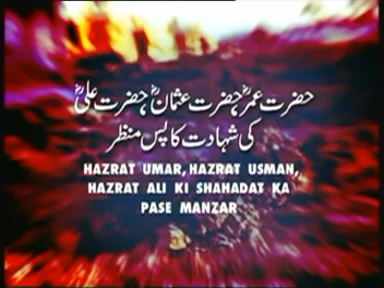 حضرت عمرؓ، حضرت عثمانؓ، حضرت علیؓ
کی شہادت کا پس منظر
HAZRAT UMAR, HAZRAT USMAN,
HAZRAT ALI KI SHAHADAT KA
PASE MANZAR